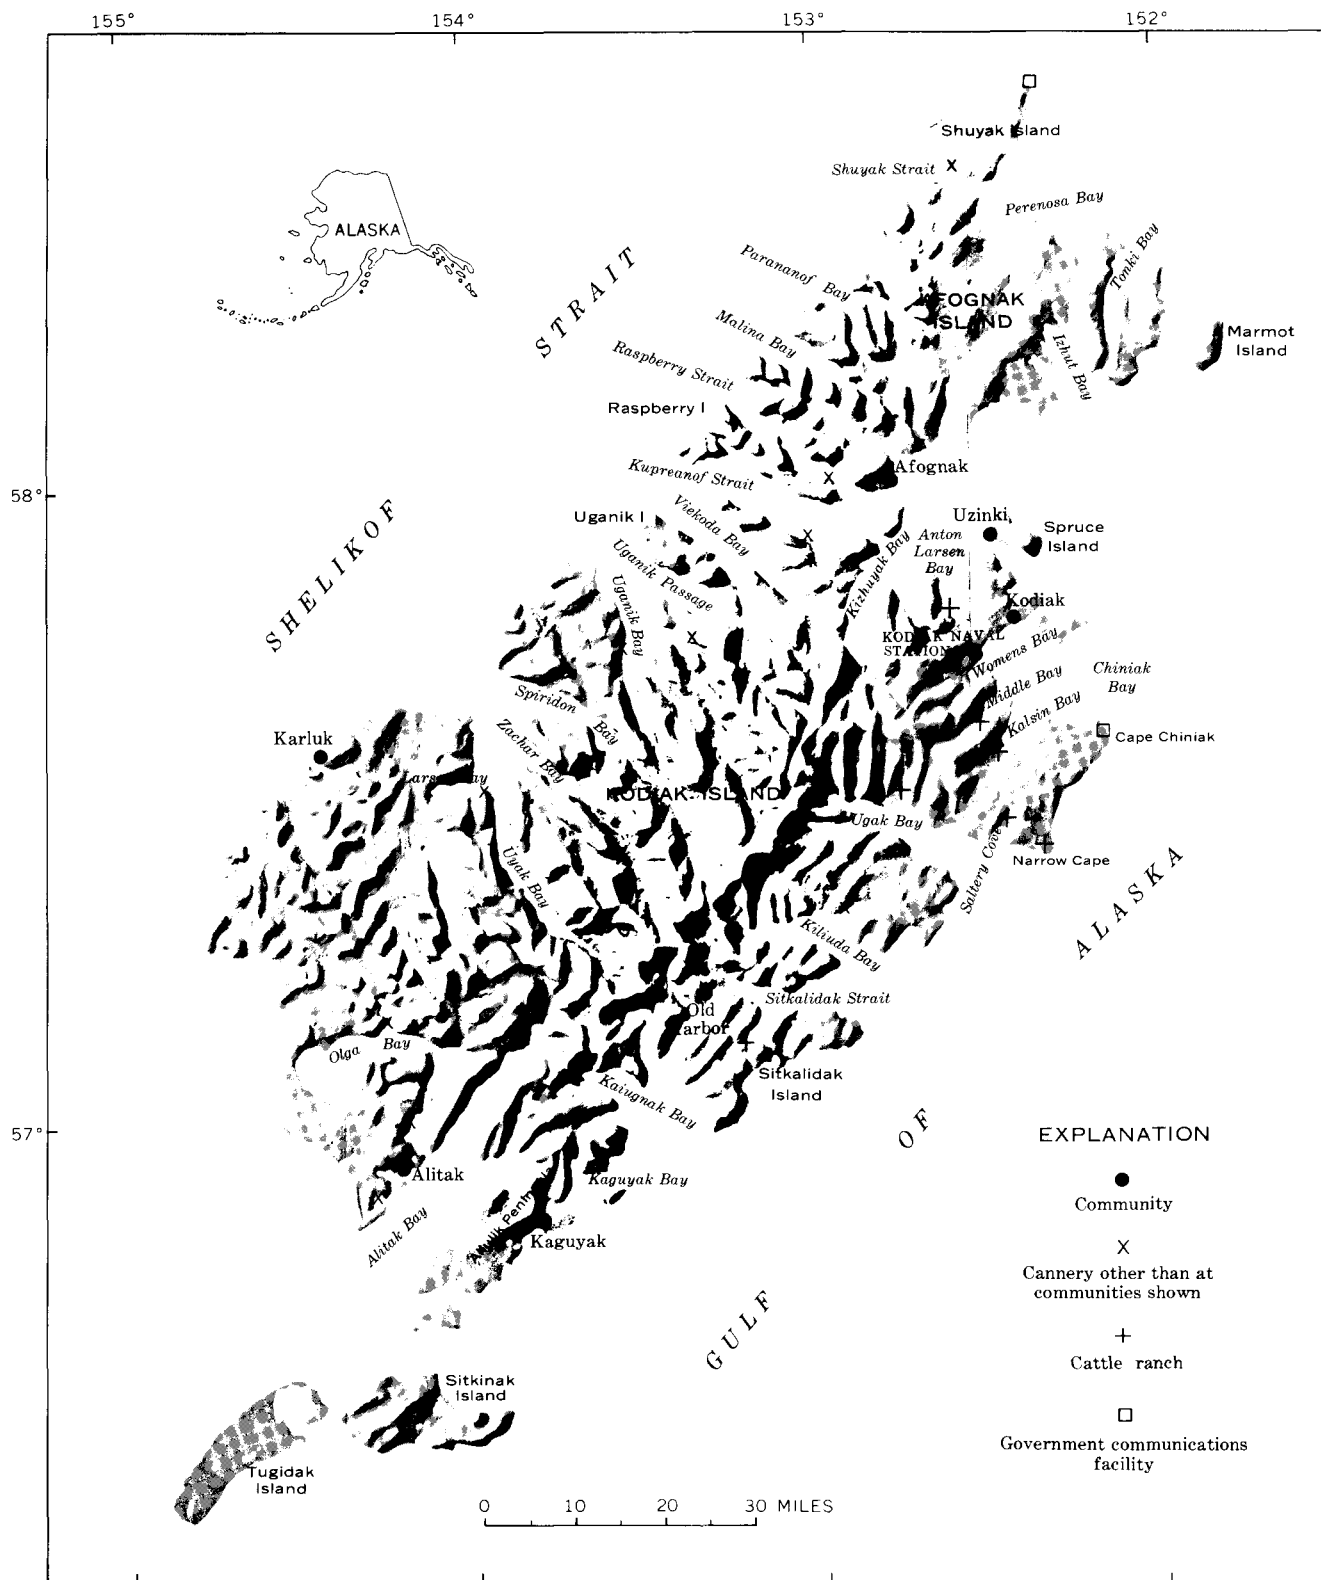 155°
154°
153°
152°
Shuyak Island
Shuyak Strait
X
Perenosa Bay
ALASKA
Tonki Bay
STRAIT
Parananof Bay
AFOGNAK
ISLAND
Malina Bay
Izhut Bay
Marmot
Island
Raspberry Strait
Raspberry I
Afognak
Kupreanof Strait
X
58°
Viekoda Bay
Uganik I
Uzinki
Spruce
Island
Anton
Larsen
Bay
SHELIKOF
X
Uganik Passage
Kizhuyak Bay
Uganik Bay
Kodiak
X
KODIAK NAVAL
STATION
Womens Bay
Middle Bay
Chiniak
Bay
Spiridon Bay
Kalsin Bay
Zachar Bay
Cape Chiniak
Karluk
Larsen Bay
X
KODIAK ISLAND
Ugak Bay
Uyak Bay
Saltery Cove
Narrow Cape
ALASKA
Kiliuda Bay
Sitkalidak Strait
Old
Harbor
Olga Bay
Sitkalidak
Island
Kaiugnak Bay
OF
57°
Alitak
Kaguyak Bay
Alitak Bay
Kaguyak
GULF
Sitkinak
Island
Tugidak
Island
EXPLANATION
Community
X
Cannery other than at
communities shown
Cattle ranch
Government communications
facility
0 10 20 30 MILES